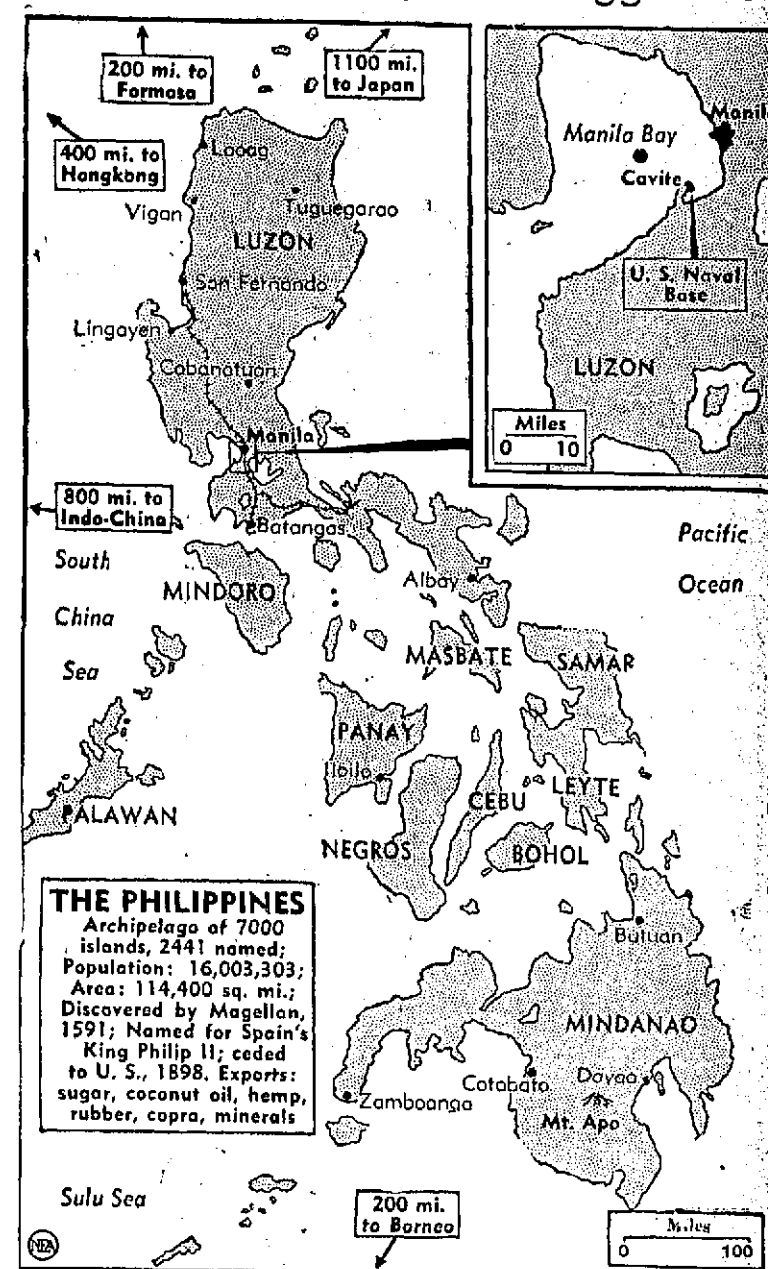 200 mi. to
Formosa
1100 mi.
to Japan
400 mi. to
Hongkong
Laoag
Vigan
Tuguegarao
LUZON
San Fernando
Lingayen
Cabanatuan
Manila
800 mi. to
Indo-China
Batangas
Manila Bay
Cavite
U. S. Naval
Base
LUZON
Miles
0 10
South
China
Sea
Pacific
Ocean
MINDORO
Albay
MASBATE
SAMAR
PANAY
Iloilo
PALAWAN
CEBU
LEYTE
NEGROS
BOHOL
THE PHILIPPINES
Archipelago of 7000
islands, 2441 named;
Population: 16,003,303;
Area: 114,400 sq. mi.;
Discovered by Magellan,
1591; Named for Spain's
King Philip II; ceded
to U. S., 1898. Exports:
sugar, coconut oil, hemp,
rubber, copra, minerals
Butuan
MINDANAO
Cotabato
Davao
Mt. Apo
Zamboanga
Sulu Sea
200 mi.
to Borneo
Miles
0 100
NEA